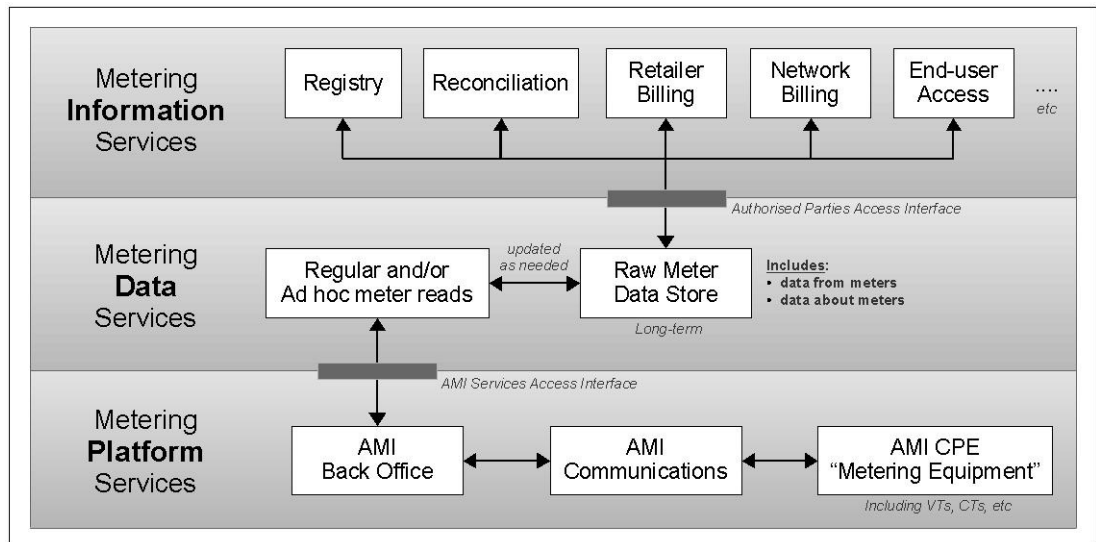 Metering
Information
Services
Registry
Reconciliation
Retailer
Billing
Network
Billing
End-user
Access
....
etc
Authorised Parties Access Interface
Metering
Data
Services
Regular and/or
Ad hoc meter reads
updated
as needed
Raw Meter
Data Store
Long-term
Includes:
• data from meters
• data about meters
AMI Services Access Interface
Metering
Platform
Services
AMI
Back Office
AMI
Communications
AMI CPE
“Metering Equipment”
Including VTs, CTs, etc